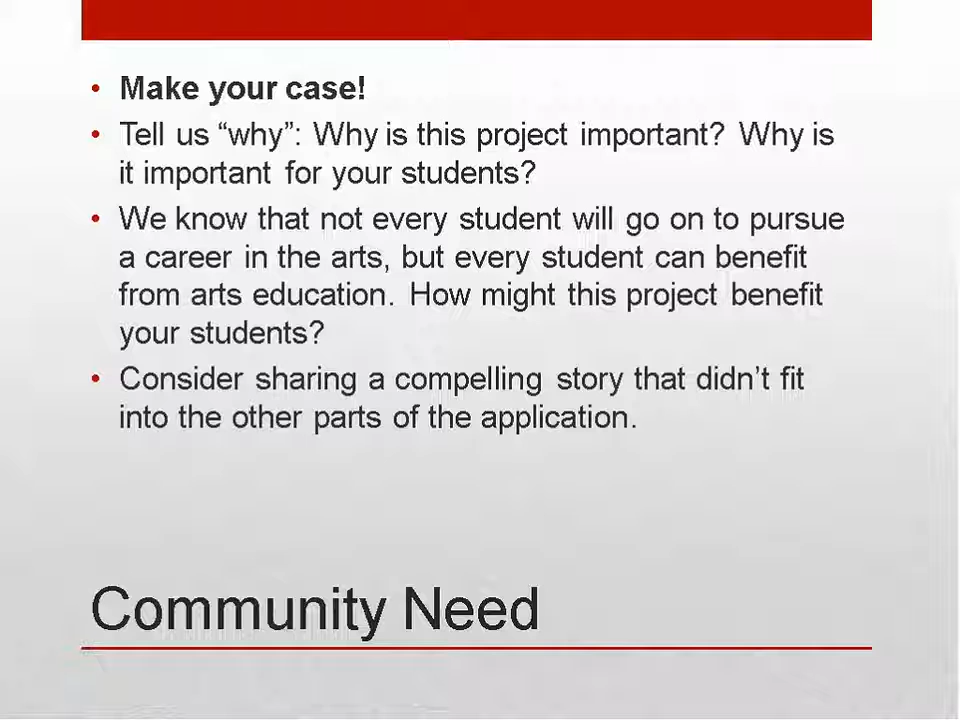 • Make your case!
• Tell us “why”: Why is this project important? Why is
it important for your students?
• We know that not every student will go on to pursue
a career in the arts, but every student can benefit
from arts education. How might this project benefit
your students?
• Consider sharing a compelling story that didn’t fit
into the other parts of the application.
Community Need